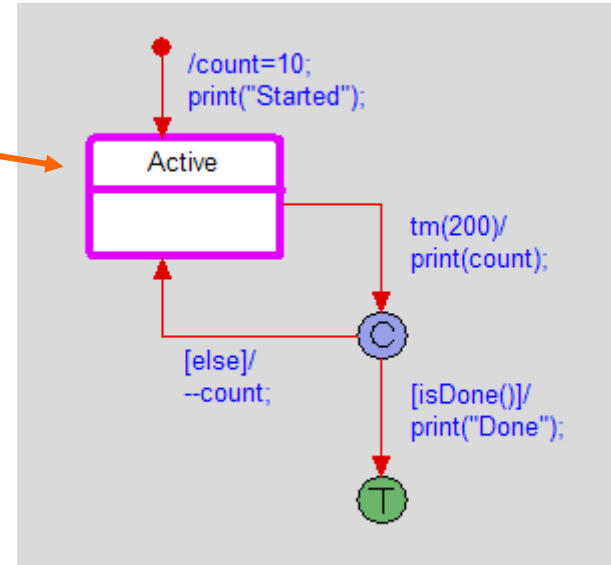 /count=10;
print("Started");
Active
tm(200)/
print(count);
C
[else]/
--count;
[isDone()]/
print("Done");
T